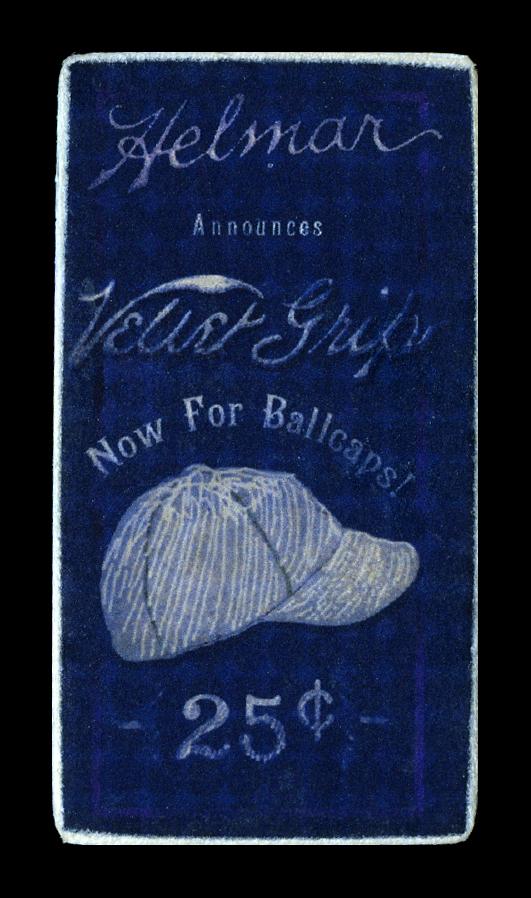 Helmar
Announces
Velvet Grip
Now For Ballcaps!
- 25¢ -